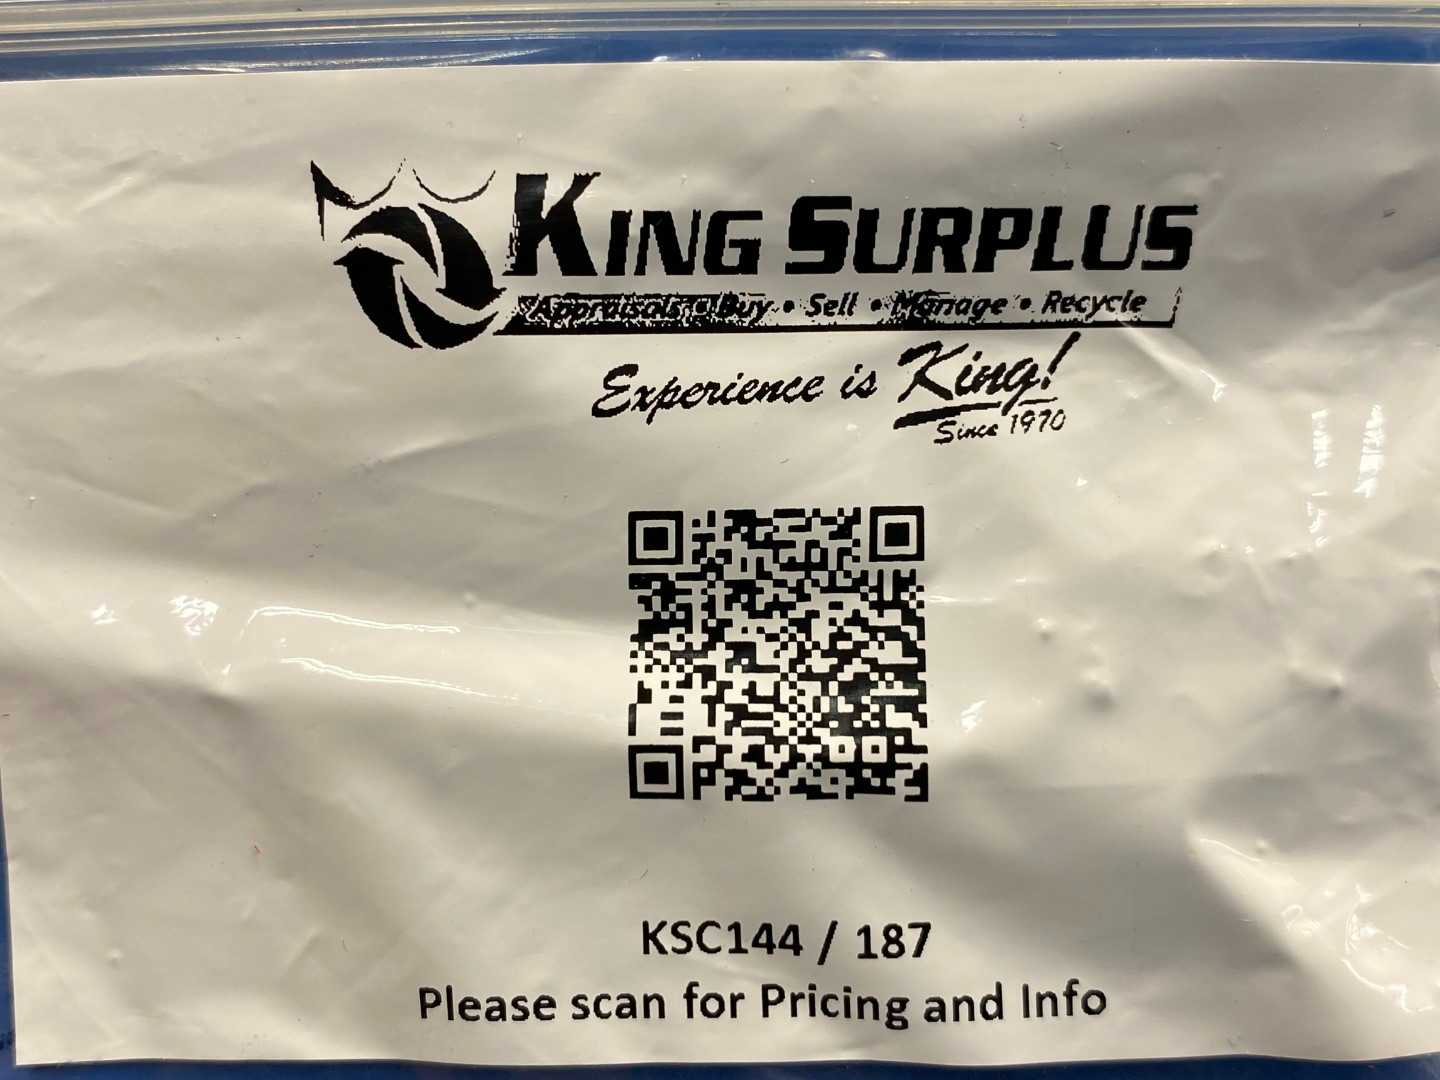 KING SURPLUS
Appraisals • Buy • Sell • Manage • Recycle
Experience is King!
Since 1970
KSC144 / 187
Please scan for Pricing and Info